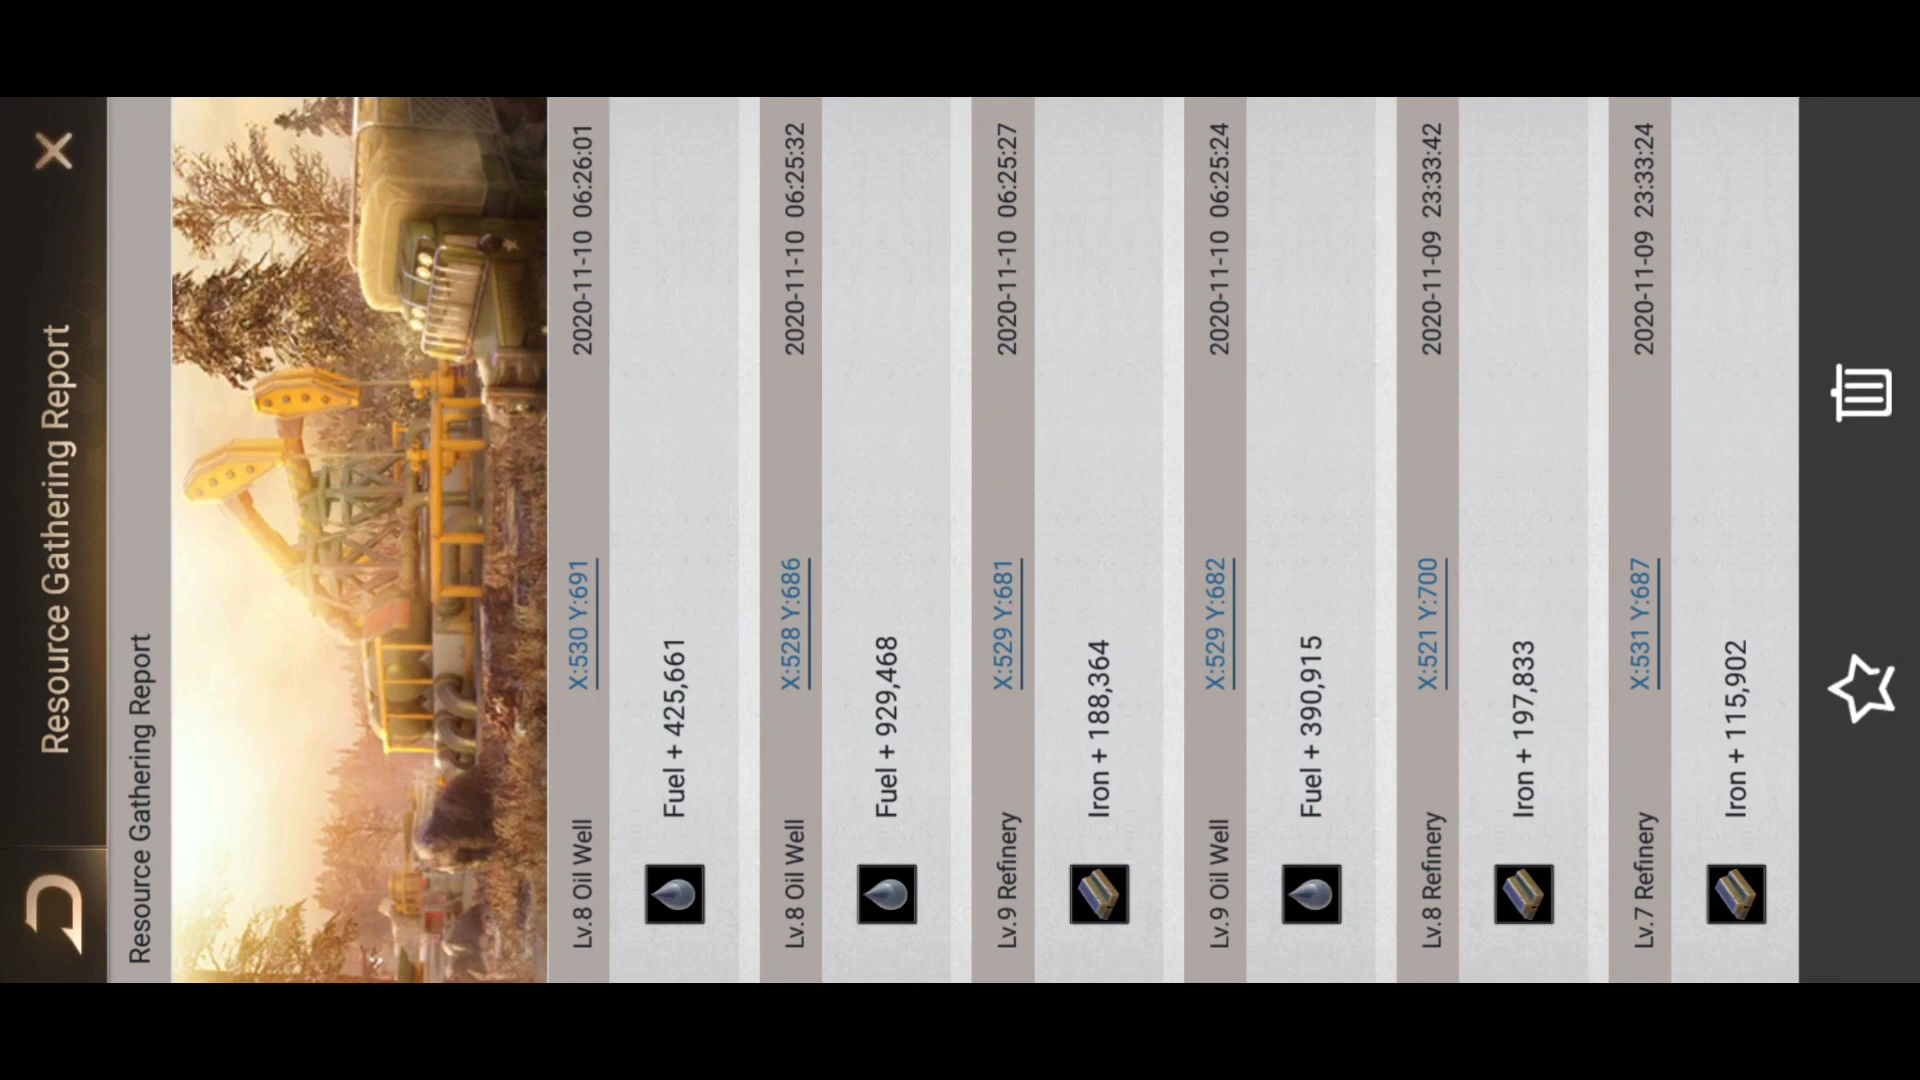 Resource Gathering Report
Resource Gathering Report
Lv.8 Oil Well X:530 Y:691 2020-11-10 06:26:01
Fuel + 425,661
Lv.8 Oil Well X:528 Y:686 2020-11-10 06:25:32
Fuel + 929,468
Lv.9 Refinery X:529 Y:681 2020-11-10 06:25:27
Iron + 188,364
Lv.9 Oil Well X:529 Y:682 2020-11-10 06:25:24
Fuel + 390,915
Lv.8 Refinery X:521 Y:700 2020-11-09 23:33:42
Iron + 197,833
Lv.7 Refinery X:531 Y:687 2020-11-09 23:33:24
Iron + 115,902